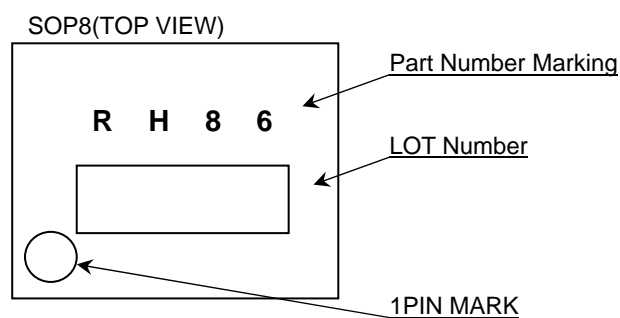 SOP8(TOP VIEW)
Part Number Marking
R H 8 6
LOT Number
1PIN MARK